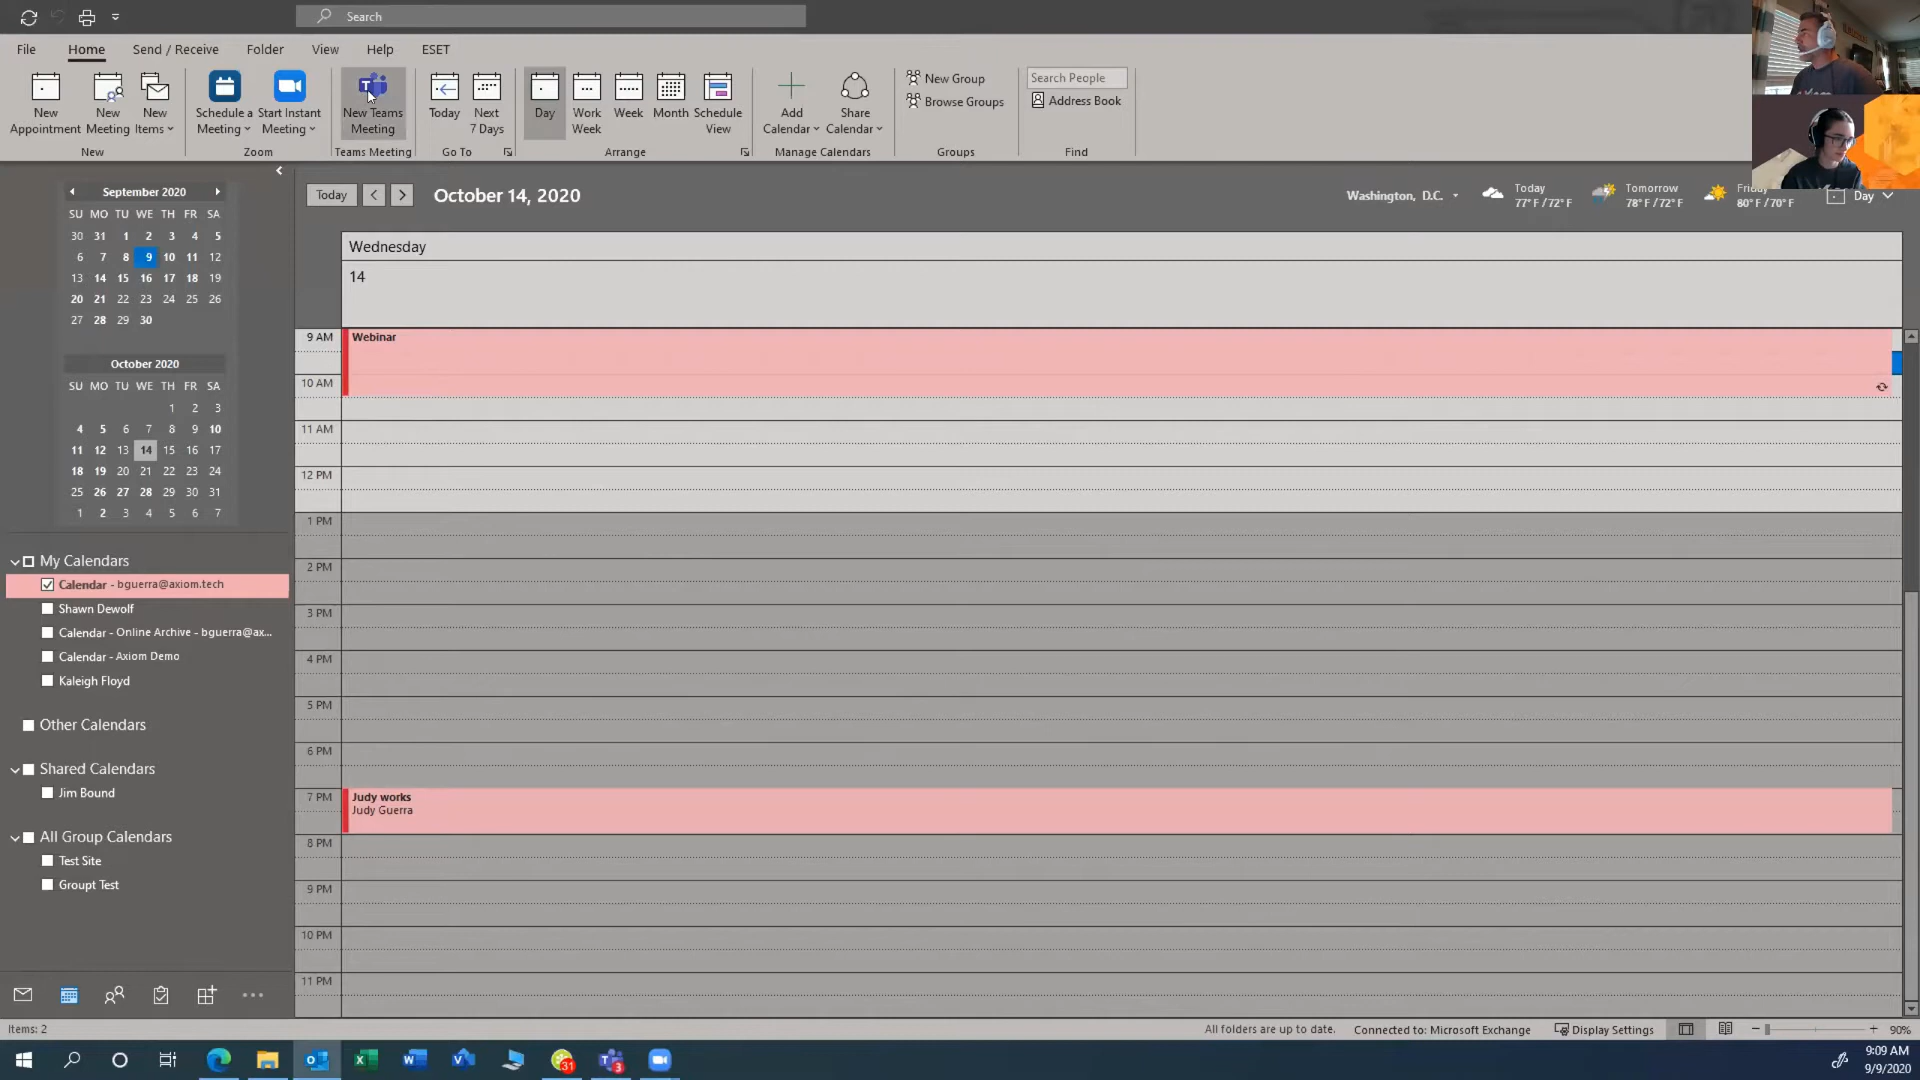 Search
File Home Send / Receive Folder View Help ESET
New Appointment
New Meeting
New Items
New
Schedule a Meeting
Start Instant Meeting
Zoom
New Teams Meeting
Teams Meeting
Today
Next 7 Days
Go To
Day
Work Week
Week
Month
Schedule View
Arrange
Add Calendar
Share Calendar
Manage Calendars
New Group
Browse Groups
Groups
Search People
Address Book
Find
September 2020
SU MO TU WE TH FR SA
30 31 1 2 3 4 5
6 7 8 9 10 11 12
13 14 15 16 17 18 19
20 21 22 23 24 25 26
27 28 29 30
October 2020
SU MO TU WE TH FR SA
1 2 3
4 5 6 7 8 9 10
11 12 13 14 15 16 17
18 19 20 21 22 23 24
25 26 27 28 29 30 31
1 2 3 4 5 6 7
My Calendars
Calendar - bguerra@axiom.tech
Shawn Dewolf
Calendar - Online Archive - bguerra@ax...
Calendar - Axiom Demo
Kaleigh Floyd
Other Calendars
Shared Calendars
Jim Bound
All Group Calendars
Test Site
Groupt Test
Today
October 14, 2020
Washington, D.C.
Today
77° F / 72° F
Tomorrow
78° F / 72° F
Friday
80° F / 70° F
Day
Wednesday
14
9 AM
Webinar
10 AM
11 AM
12 PM
1 PM
2 PM
3 PM
4 PM
5 PM
6 PM
7 PM
Judy works
Judy Guerra
8 PM
9 PM
10 PM
11 PM
Items: 2
All folders are up to date.
Connected to: Microsoft Exchange
Display Settings
90%
31
3
9:09 AM
9/9/2020